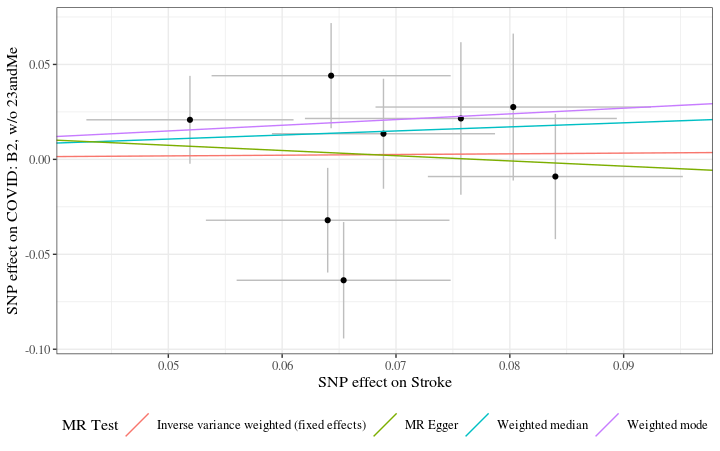 SNP effect on COVID: B2, w/o 23andMe
0.05
0.00
-0.05
-0.10
0.05 0.06 0.07 0.08 0.09
SNP effect on Stroke
MR Test Inverse variance weighted (fixed effects) MR Egger Weighted median Weighted mode